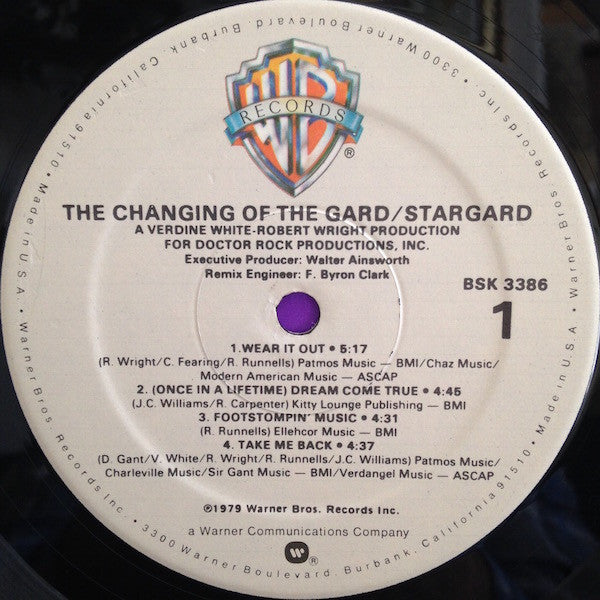 WB
RECORDS
®
THE CHANGING OF THE GARD/STARGARD
A VERDINE WHITE-ROBERT WRIGHT PRODUCTION
FOR DOCTOR ROCK PRODUCTIONS, INC.
Executive Producer: Walter Ainsworth
Remix Engineer: F. Byron Clark
BSK 3386
1
1.WEAR IT OUT • 5:17
(R. Wright/C. Fearing/R. Runnells) Patmos Music — BMI/Chaz Music/
Modern American Music — ASCAP
2. (ONCE IN A LIFETIME) DREAM COME TRUE • 4:45
(J.C. Williams/R. Carpenter) Kitty Lounge Publishing — BMI
3. FOOTSTOMPIN' MUSIC • 4:31
(R. Runnells) Ellehcor Music — BMI
4. TAKE ME BACK • 4:37
(D. Gant/V. White/R. Wright/R. Runnells/J.C. Williams) Patmos Music/
Charleville Music/Sir Gant Music — BMI/Verdangel Music — ASCAP
℗1979 Warner Bros. Records Inc.
a Warner Communications Company
®
Warner Bros. Records Inc. • 3300 Warner Boulevard, Burbank, California 91510 • Made in U.S.A. • Warner Bros. Records Inc. • 3300 Warner Boulevard, Burbank, California 91510 • Made in U.S.A. •